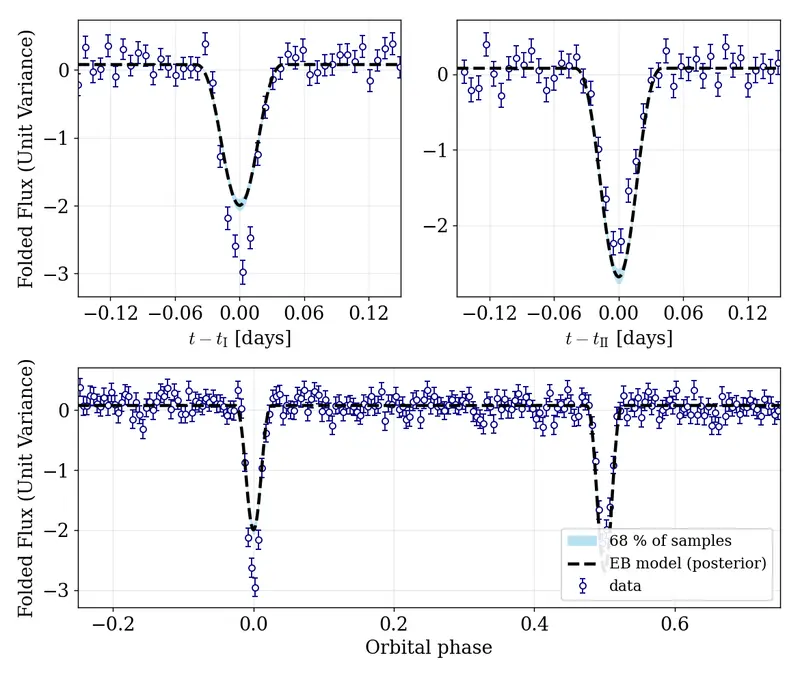 Folded Flux (Unit Variance)
0
−1
−2
−3
−0.12 −0.06 0.00 0.06 0.12
t − t_I [days]
0
−1
−2
−0.12 −0.06 0.00 0.06 0.12
t − t_II [days]
Folded Flux (Unit Variance)
0
−1
−2
−3
68 % of samples
EB model (posterior)
data
−0.2 0.0 0.2 0.4 0.6
Orbital phase